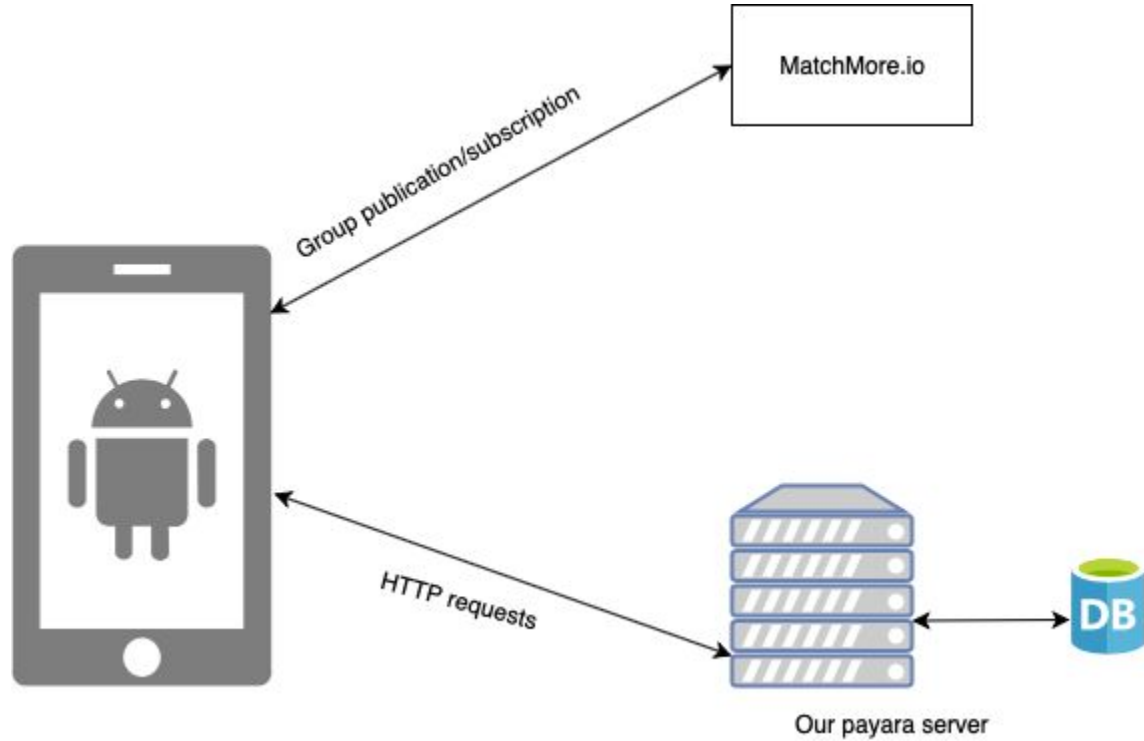 MatchMore.io
Group publication/subscription
HTTP requests
DB
Our payara server